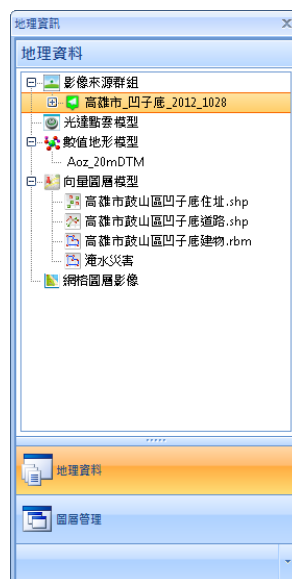 地理資訊
地理資料
影像來源群組
高雄市_凹子底_2012_1028
光達點雲模型
數值地形模型
Aoz_20mDTM
向量圖層模型
高雄市鼓山區凹子底住址.shp
高雄市鼓山區凹子底道路.shp
高雄市鼓山區凹子底建物.rbm
淹水災害
網格圖層影像
地理資料
圖層管理